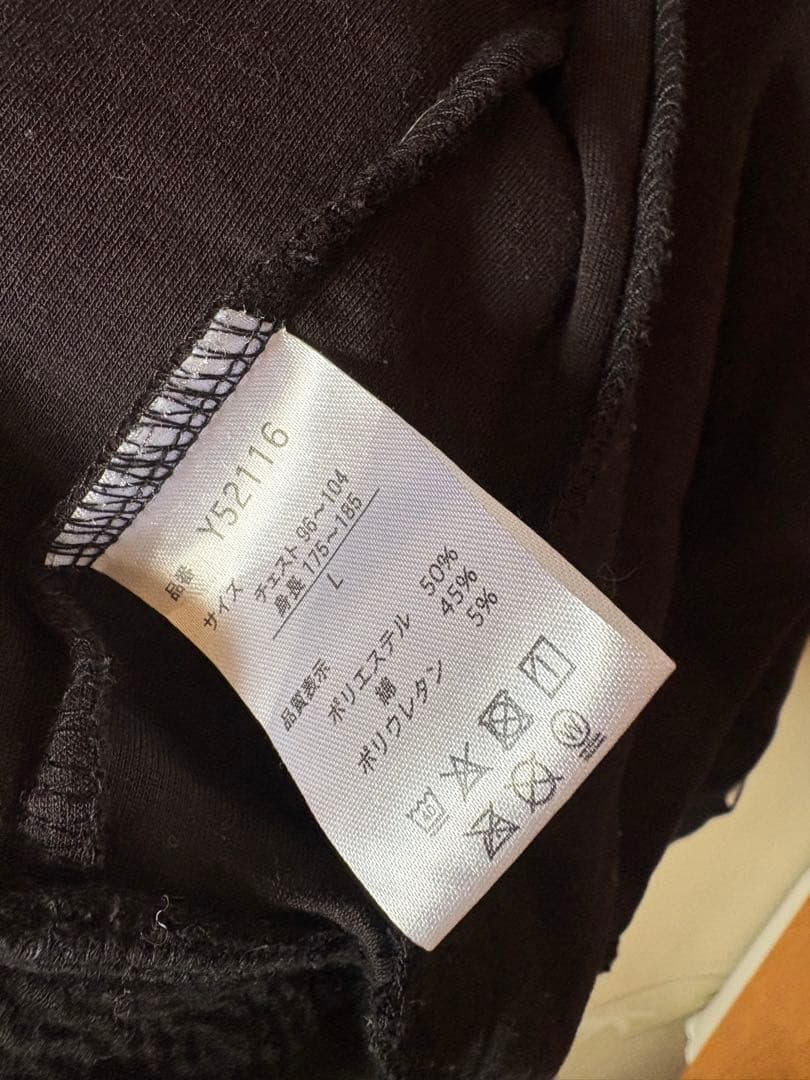 品番 Y52116
サイズ チェスト 96～104
身長 175～185
L
品質表示 ポリエステル 50%
綿 45%
ポリウレタン 5%
40
W